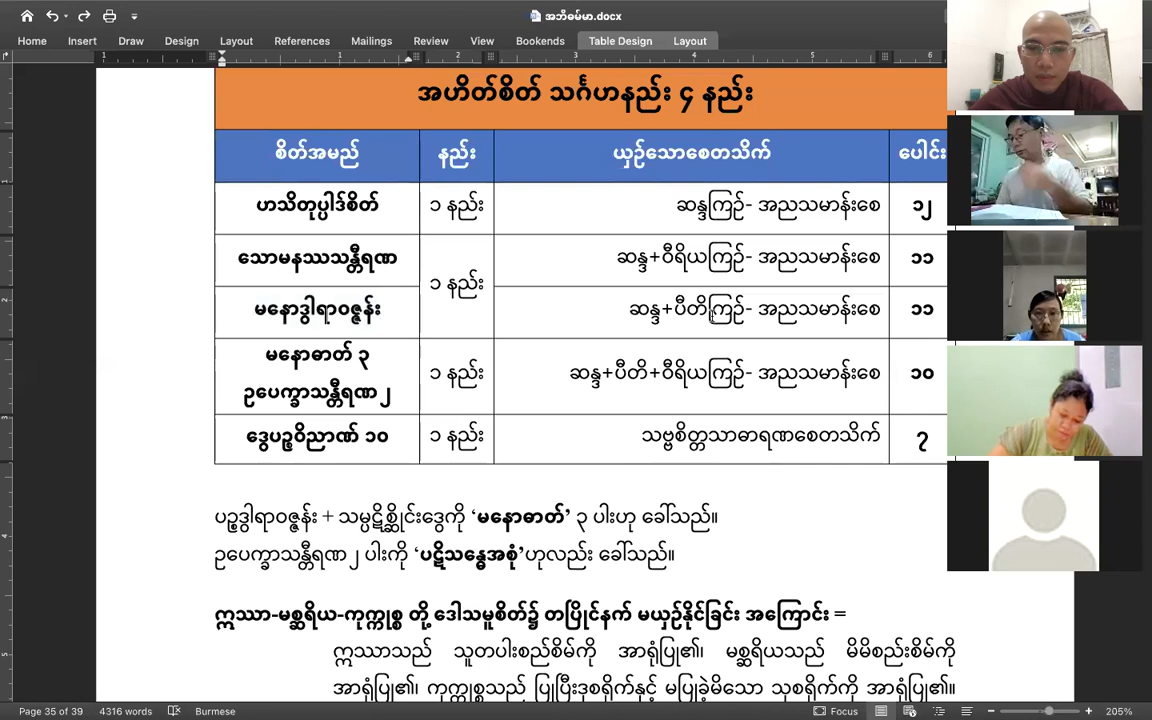 အဘိဓမ်မာ.docx
Home Insert Draw Design Layout References Mailings Review View Bookends Table Design Layout
1 1 2 3 4 5 6
အဟိတ်စိတ် သင်္ဂဟနည်း ၄ နည်း
စိတ်အမည် နည်း ယှဉ်သောစေတသိက် ပေါင်း
ဟသိတုပ္ပါဒ်စိတ် ၁ နည်း ဆန္ဒကြဉ်- အညသမာန်းစေ ၁၂
သောမနဿသန္တီရဏ ၁ နည်း ဆန္ဒ+ဝီရိယကြဉ်- အညသမာန်းစေ ၁၁
မနောဒွါရာဝဇ္ဇန်း ဆန္ဒ+ပီတိကြဉ်- အညသမာန်းစေ ၁၁
မနောဓာတ် ၃
ဥပေက္ခာသန္တီရဏ၂ ၁ နည်း ဆန္ဒ+ပီတိ+ဝီရိယကြဉ်- အညသမာန်းစေ ၁၀
ဒွေပဉ္စဝိညာဏ် ၁၀ ၁ နည်း သဗ္ဗစိတ္တသာဓာရဏစေတသိက် ၇
ပဉ္စဒွါရာဝဇ္ဇန်း + သမ္ပဋိစ္ဆိုင်းဒွေကို ‘မနောဓာတ်’ ၃ ပါးဟု ခေါ်သည်။
ဥပေက္ခာသန္တီရဏ၂ ပါးကို ‘ပဋိသန္ဓေအစုံ’ဟုလည်း ခေါ်သည်။
ဣဿာ-မစ္ဆရိယ-ကုက္ကုစ္စ တို့ ဒေါသမူစိတ်၌ တပြိုင်နက် မယှဉ်နိုင်ခြင်း အကြောင်း =
ဣဿာသည် သူတပါးစည်စိမ်ကို အာရုံပြု၏၊ မစ္ဆရိယသည် မိမိစည်းစိမ်ကို
အာရုံပြု၏၊ ကုက္ကုစ္စသည် ပြုပြီးဒုစရိုက်နှင့် မပြုခဲ့မိသော သုစရိုက်ကို အာရုံပြု၏။
Page 35 of 39 4316 words Burmese Focus 205%